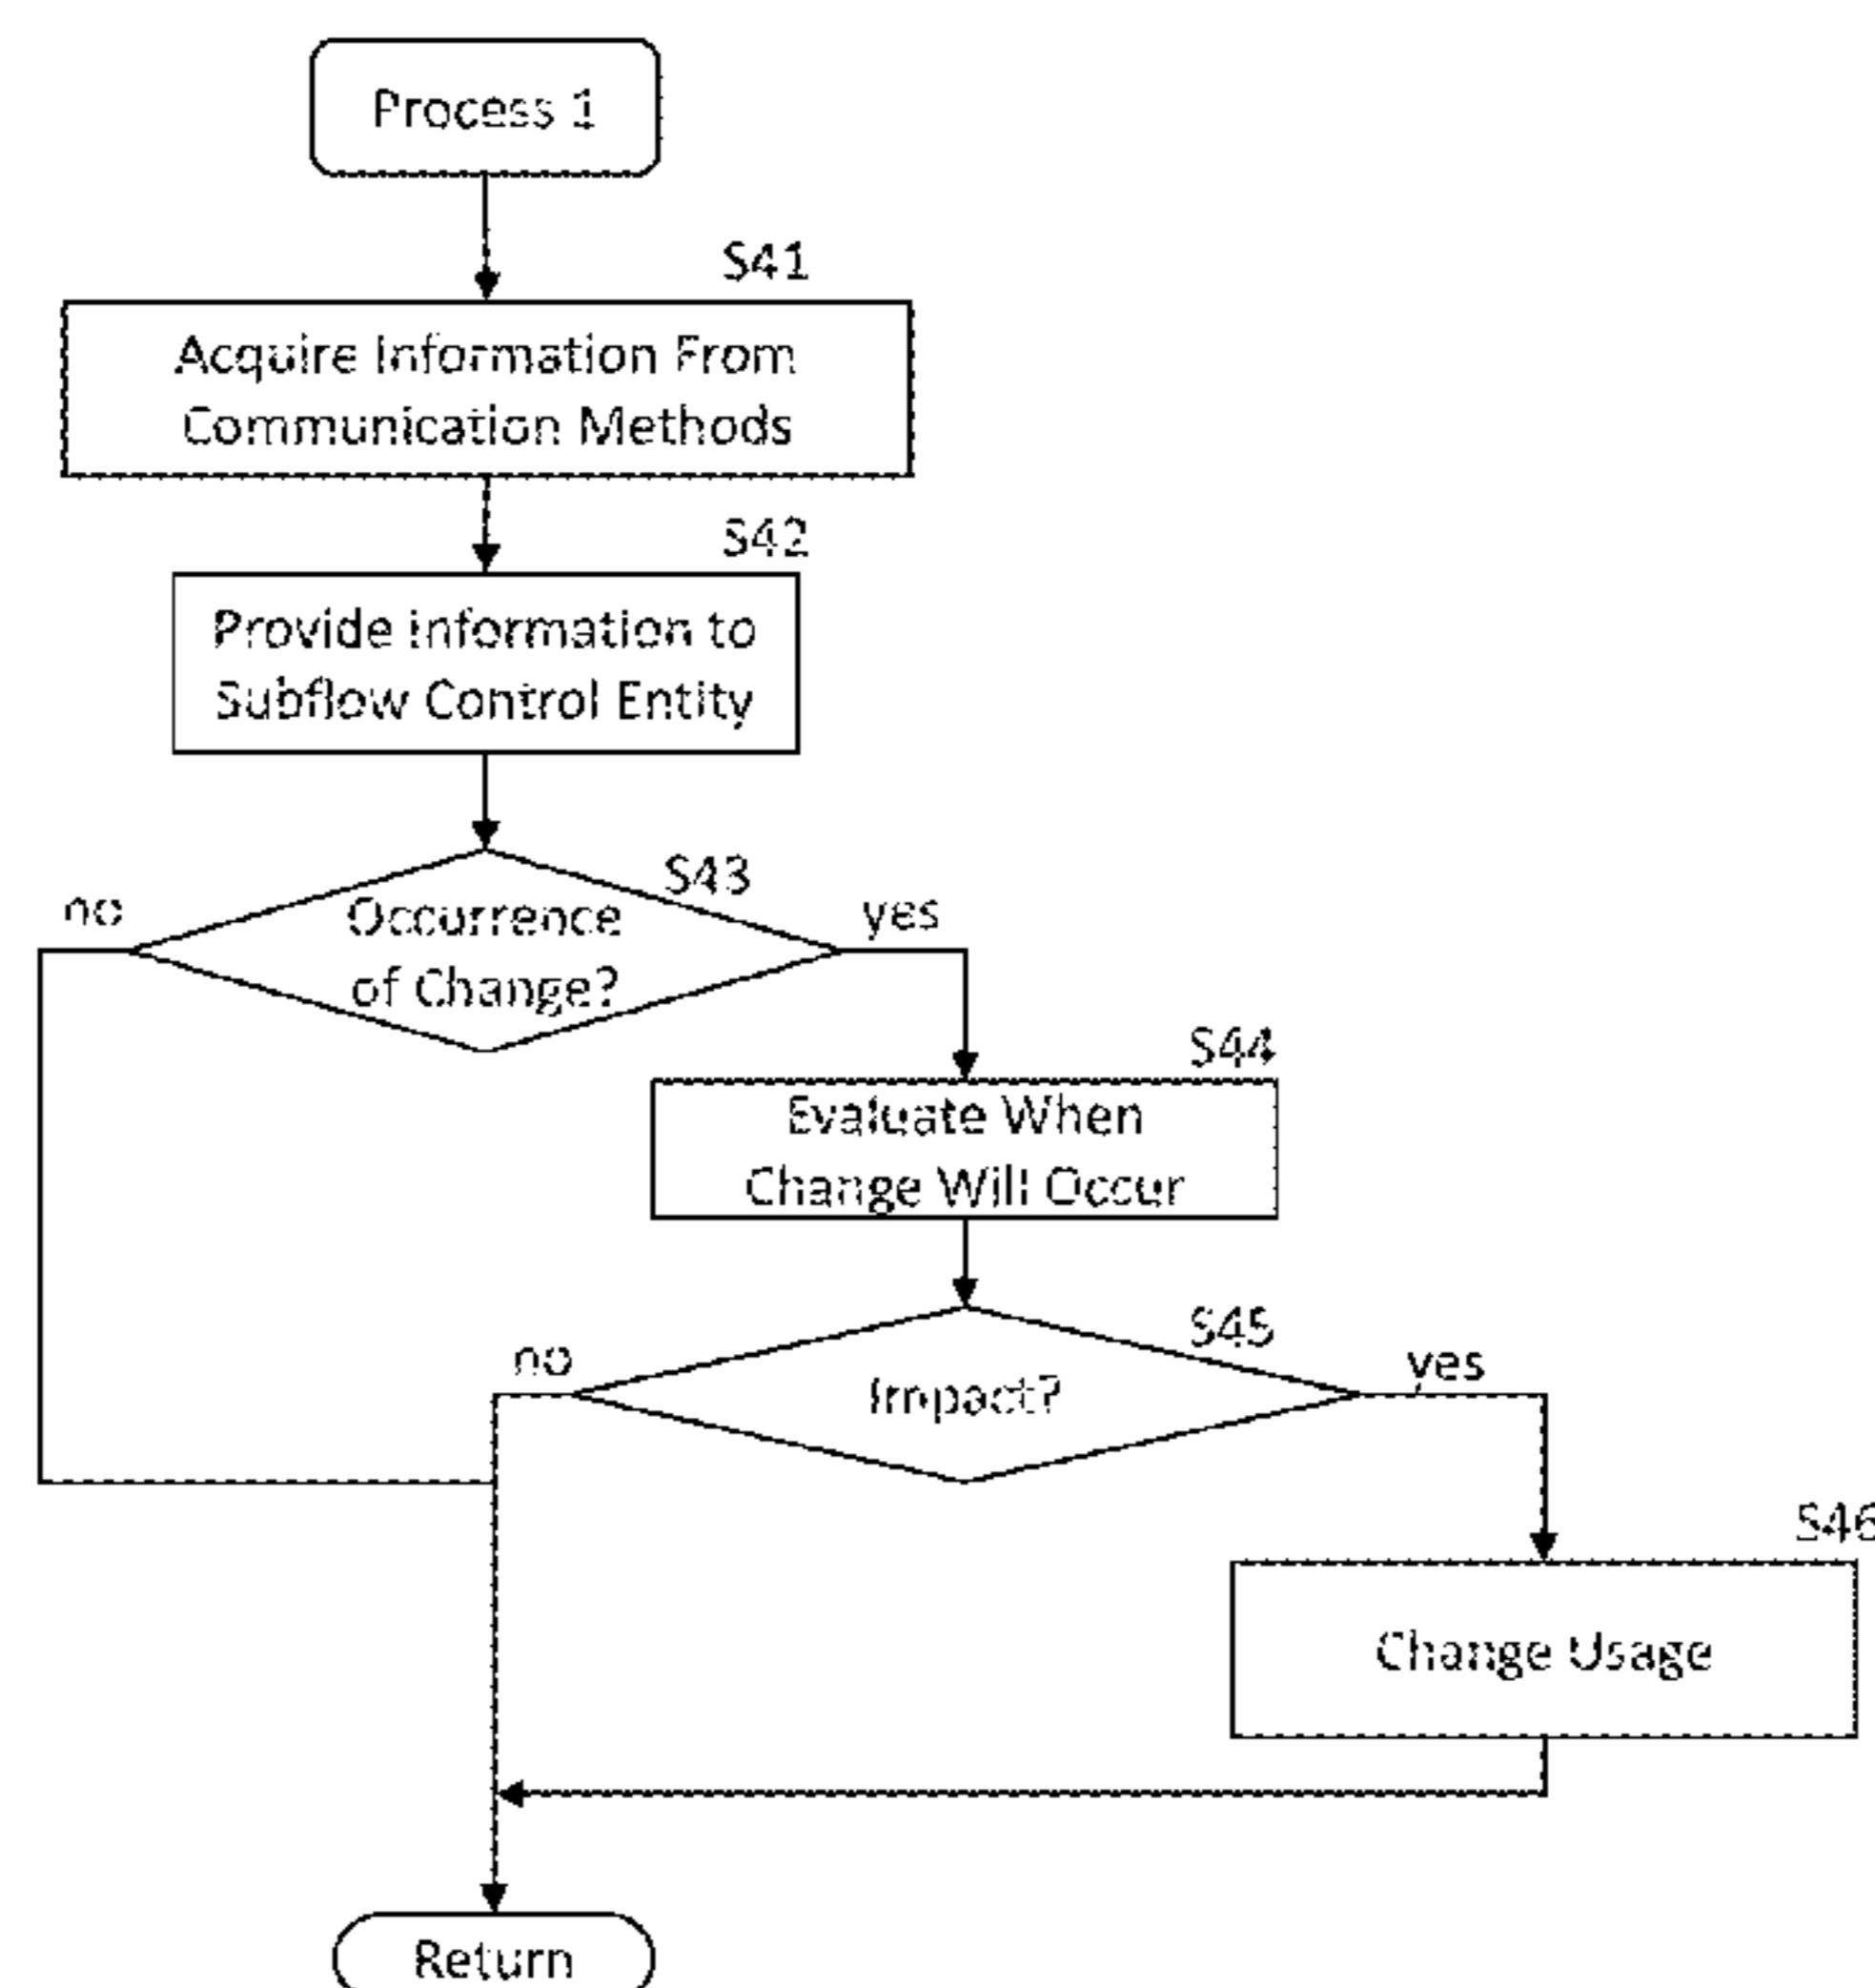 Process 1
S41
Acquire Information From
Communication Methods
S42
Provide information to
Subflow Control Entity
S43
no
Occurrence
of Change?
yes
S44
Evaluate When
Change Will Occur
S45
no
Impact?
yes
S46
Change Usage
Return